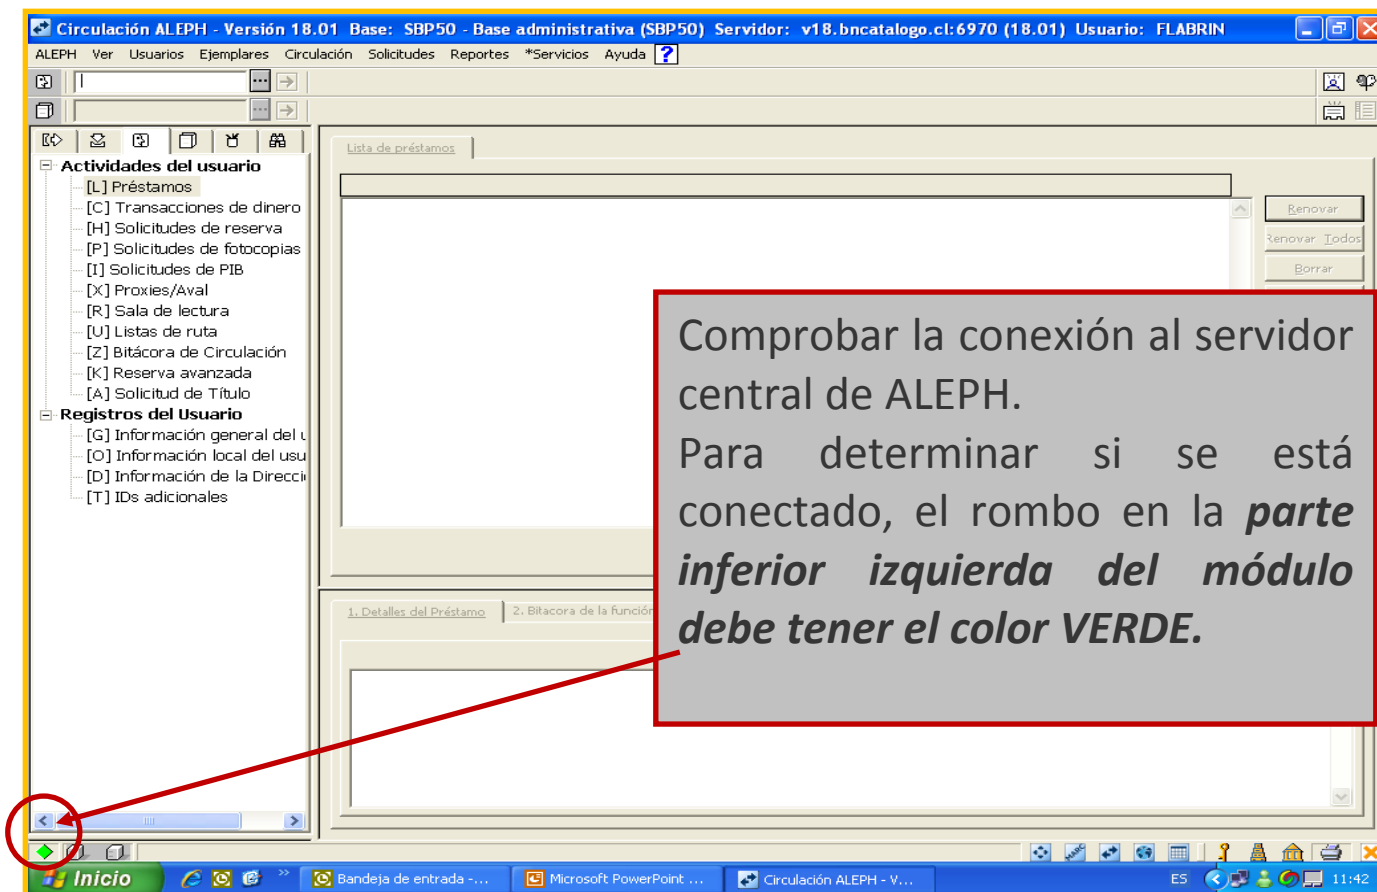 Circulación ALEPH - Versión 18.01 Base: SBP50 - Base administrativa (SBP50) Servidor: v18.bncatalogo.cl:6970 (18.01) Usuario: FLABRIN
ALEPH Ver Usuarios Ejemplares Circulación Solicitudes Reportes *Servicios Ayuda ?
Lista de préstamos
Actividades del usuario
[L] Préstamos
[C] Transacciones de dinero
[H] Solicitudes de reserva
[P] Solicitudes de fotocopias
[I] Solicitudes de PIB
[X] Proxies/Aval
[R] Sala de lectura
[U] Listas de ruta
[Z] Bitácora de Circulación
[K] Reserva avanzada
[A] Solicitud de Título
Registros del Usuario
[G] Información general del u
[O] Información local del usu
[D] Información de la Direcci
[T] IDs adicionales
Renovar
Renovar Todos
Borrar
Comprobar la conexión al servidor
central de ALEPH.
Para determinar si se está
conectado, el rombo en la parte
inferior izquierda del módulo
debe tener el color VERDE.
1. Detalles del Préstamo 2. Bitacora de la función
Inicio
Bandeja de entrada -...
Microsoft PowerPoint ...
Circulación ALEPH - V...
ES
11:42